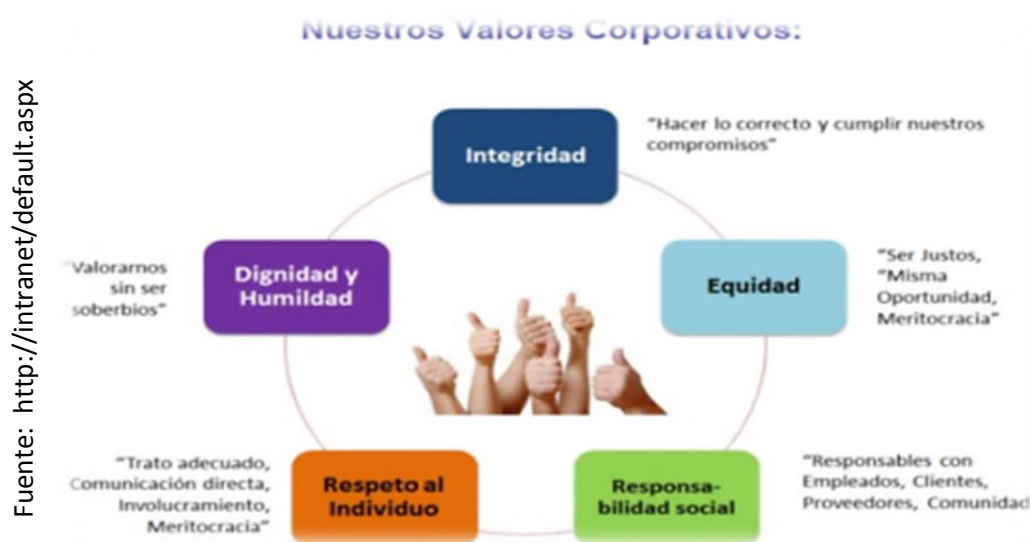 Nuestros Valores Corporativos:
Fuente: http://intranet/default.aspx
Integridad
"Hacer lo correcto y cumplir nuestros
compromisos"
Equidad
"Ser Justos,
"Misma
Oportunidad,
Meritocracia"
Responsa-
bilidad social
"Responsables con
Empleados, Clientes,
Proveedores, Comunidad
Respeto al
Individuo
"Trato adecuado,
Comunicación directa,
Involucramiento,
Meritocracia"
Dignidad y
Humildad
"Valorarnos
sin ser
soberbios"